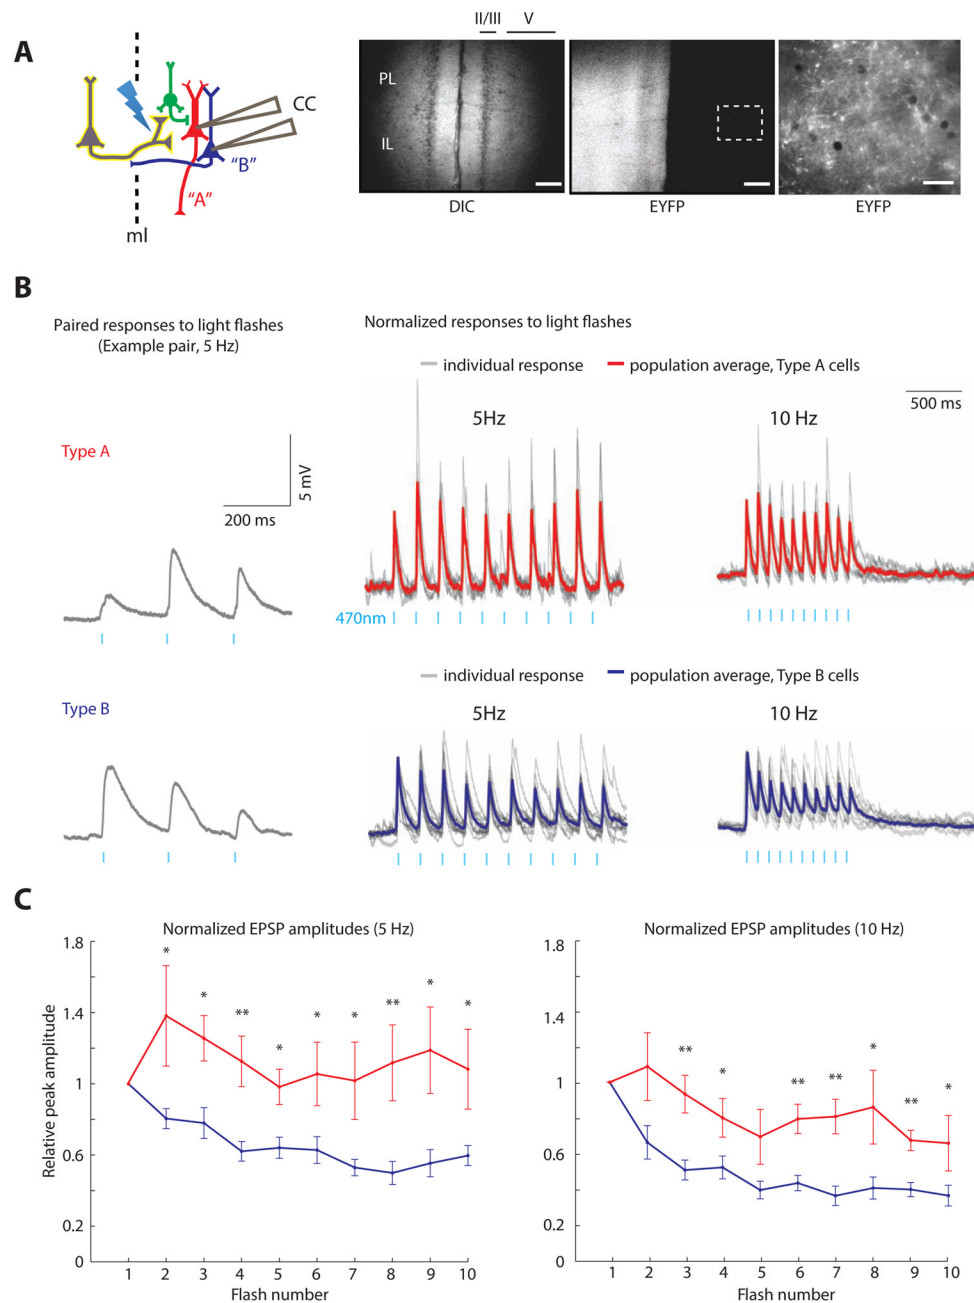 A
II/III
V
PL
IL
CC
"B"
"A"
ml
DIC
EYFP
EYFP
B
Paired responses to light flashes
(Example pair, 5 Hz)
Normalized responses to light flashes
individual response
population average, Type A cells
500 ms
5Hz
10 Hz
Type A
5 mV
200 ms
470nm
individual response
population average, Type B cells
5Hz
10 Hz
Type B
C
Normalized EPSP amplitudes (5 Hz)
Relative peak amplitude
1.8
1.4
1
0.6
0.2
0
* * ** * * * ** * *
1 2 3 4 5 6 7 8 9 10
Flash number
Normalized EPSP amplitudes (10 Hz)
1.8
1.4
1
0.6
0.2
0
** * ** ** * ** *
1 2 3 4 5 6 7 8 9 10
Flash number